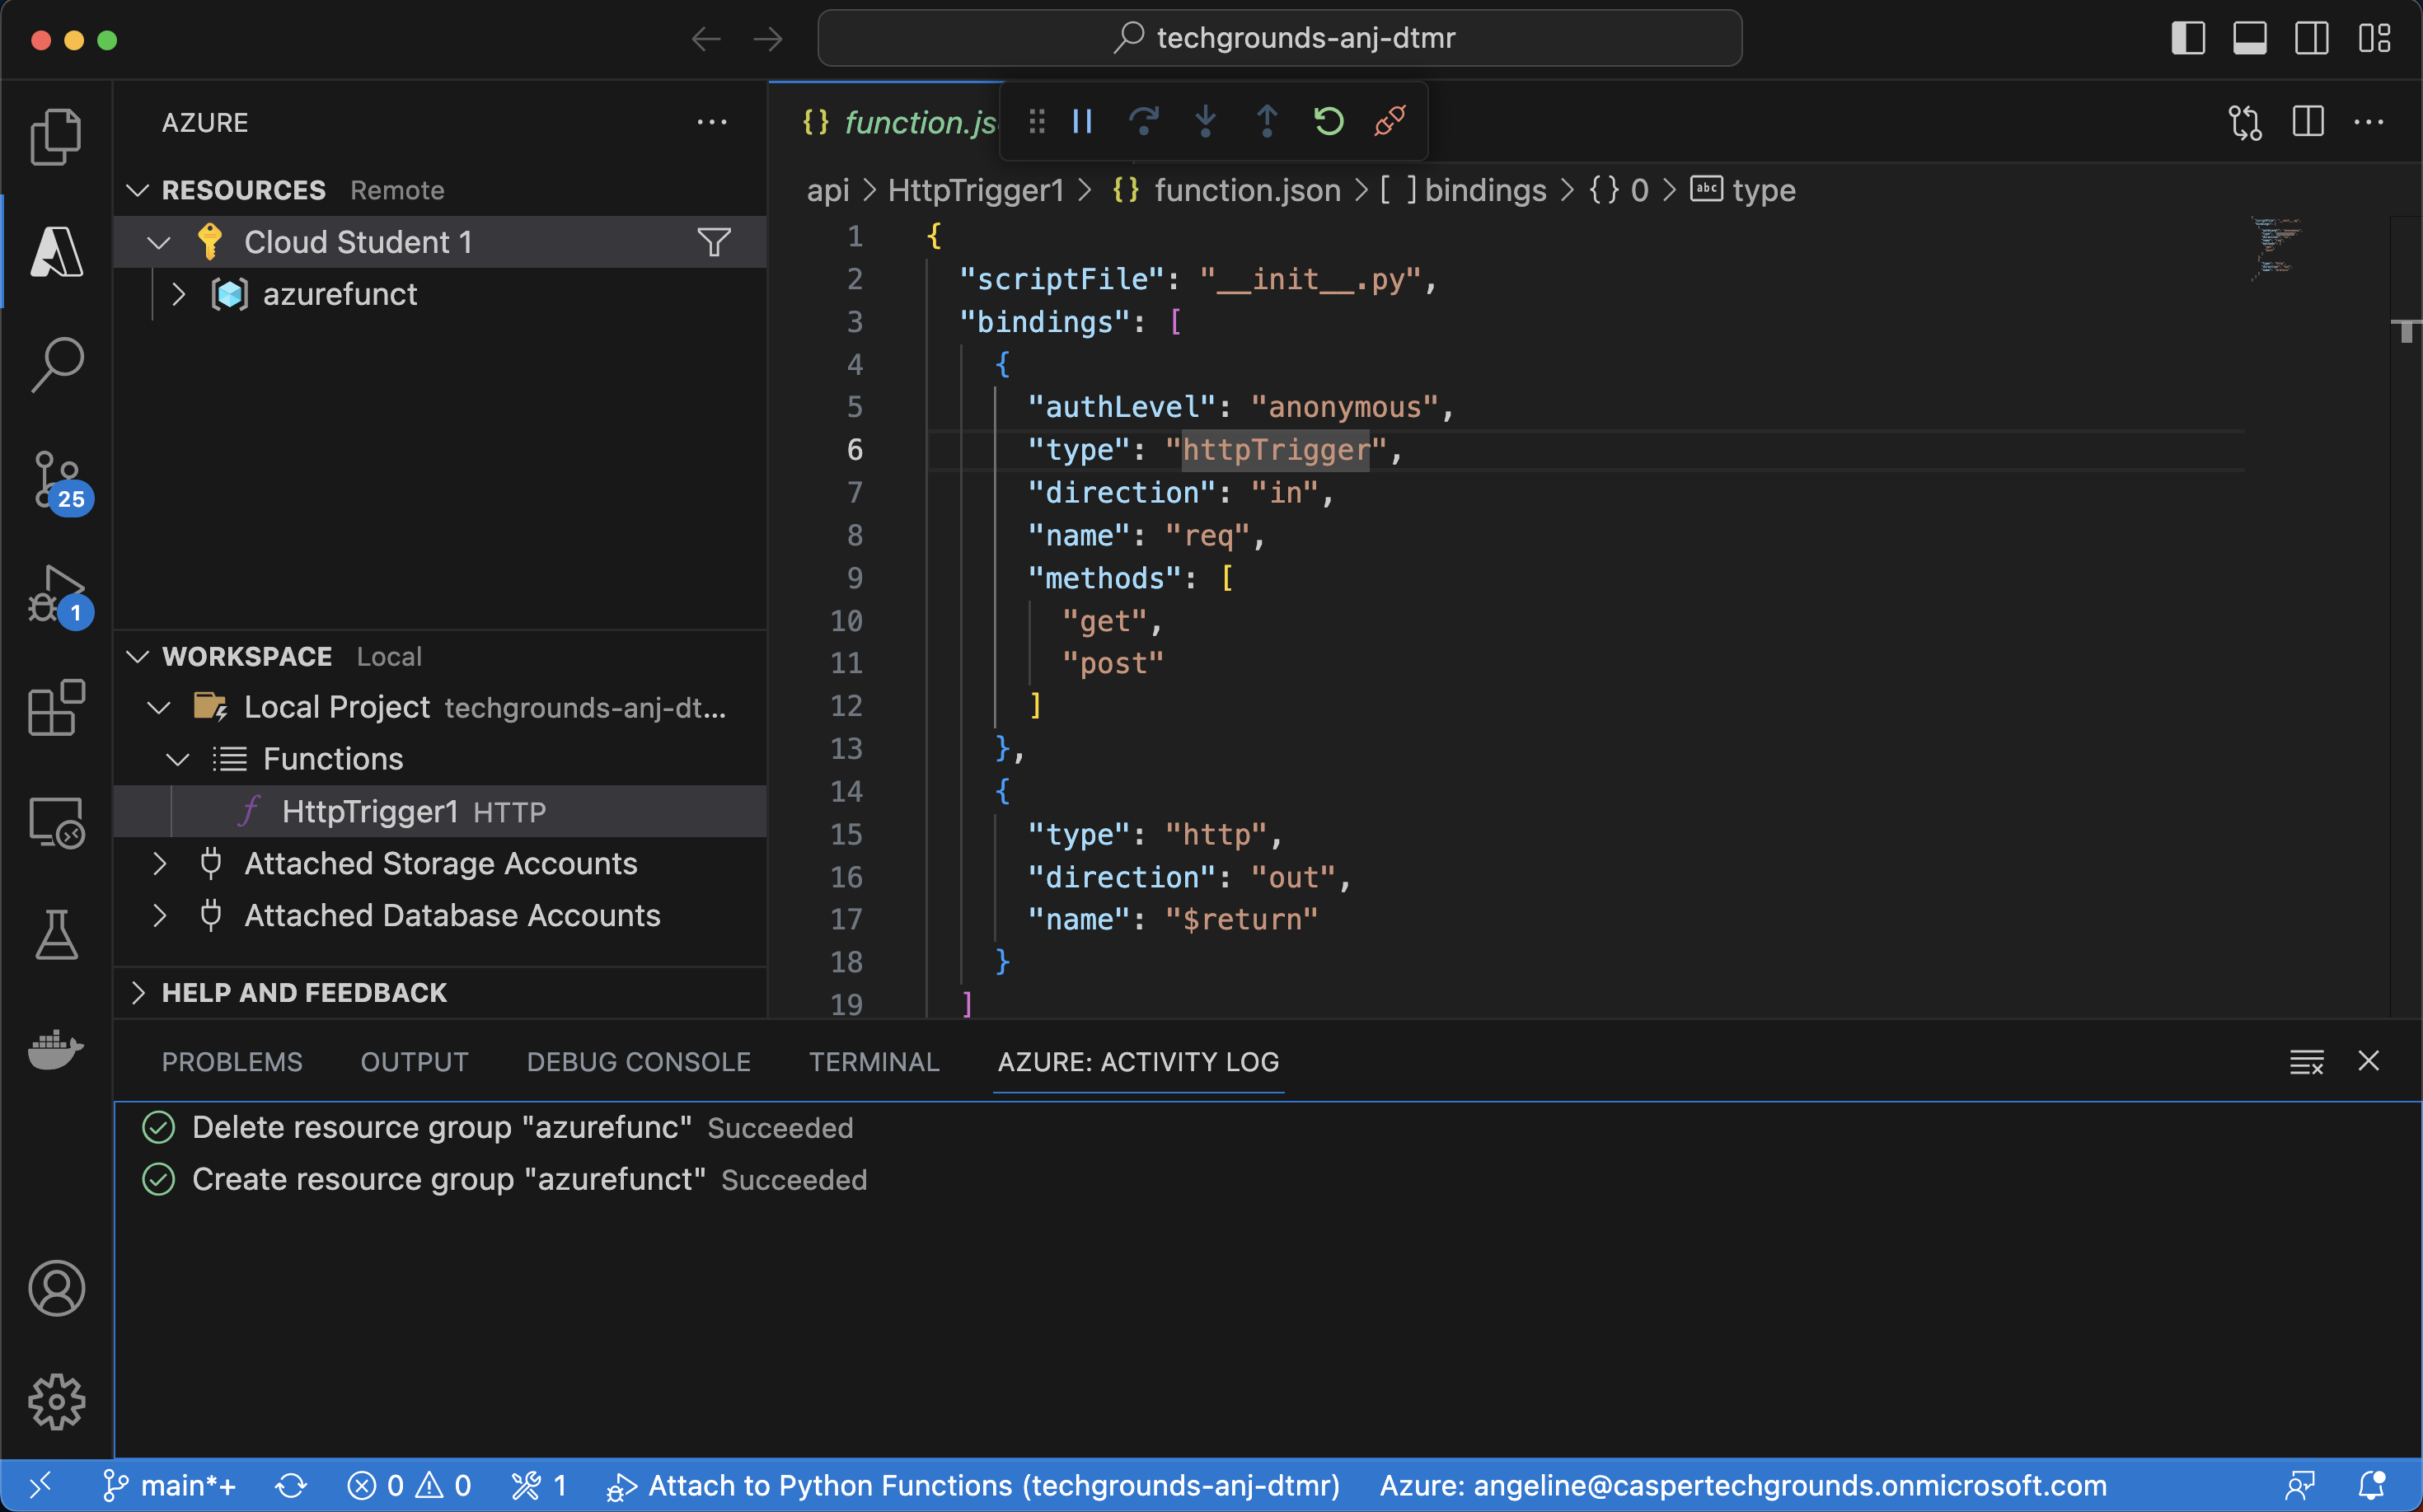 techgrounds-anj-dtmr
AZURE
RESOURCES Remote
Cloud Student 1
azurefunct
25
1
WORKSPACE Local
Local Project techgrounds-anj-dt...
Functions
HttpTrigger1 HTTP
Attached Storage Accounts
Attached Database Accounts
HELP AND FEEDBACK
{} function.js
api > HttpTrigger1 > {} function.json > [ ] bindings > {} 0 > abc type
1 {
2 "scriptFile": "__init__.py",
3 "bindings": [
4 {
5 "authLevel": "anonymous",
6 "type": "httpTrigger",
7 "direction": "in",
8 "name": "req",
9 "methods": [
10 "get",
11 "post"
12 ]
13 },
14 {
15 "type": "http",
16 "direction": "out",
17 "name": "$return"
18 }
19 ]
PROBLEMS OUTPUT DEBUG CONSOLE TERMINAL AZURE: ACTIVITY LOG
Delete resource group "azurefunc" Succeeded
Create resource group "azurefunct" Succeeded
main*+ 0 0 1 Attach to Python Functions (techgrounds-anj-dtmr) Azure: angeline@caspertechgrounds.onmicrosoft.com